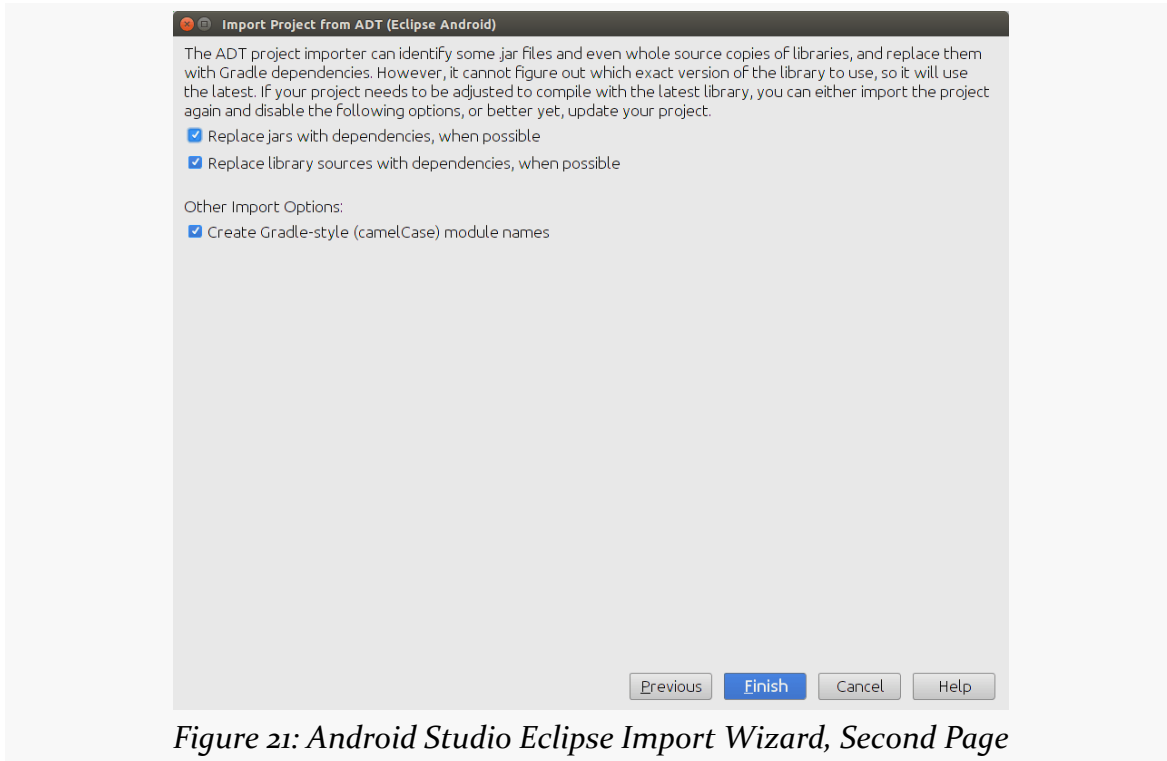 Import Project from ADT (Eclipse Android)
The ADT project importer can identify some .jar files and even whole source copies of libraries, and replace them
with Gradle dependencies. However, it cannot figure out which exact version of the library to use, so it will use
the latest. If your project needs to be adjusted to compile with the latest library, you can either import the project
again and disable the following options, or better yet, update your project.
Replace jars with dependencies, when possible
Replace library sources with dependencies, when possible
Other Import Options:
Create Gradle-style (camelCase) module names
Previous Finish Cancel Help
Figure 21: Android Studio Eclipse Import Wizard, Second Page